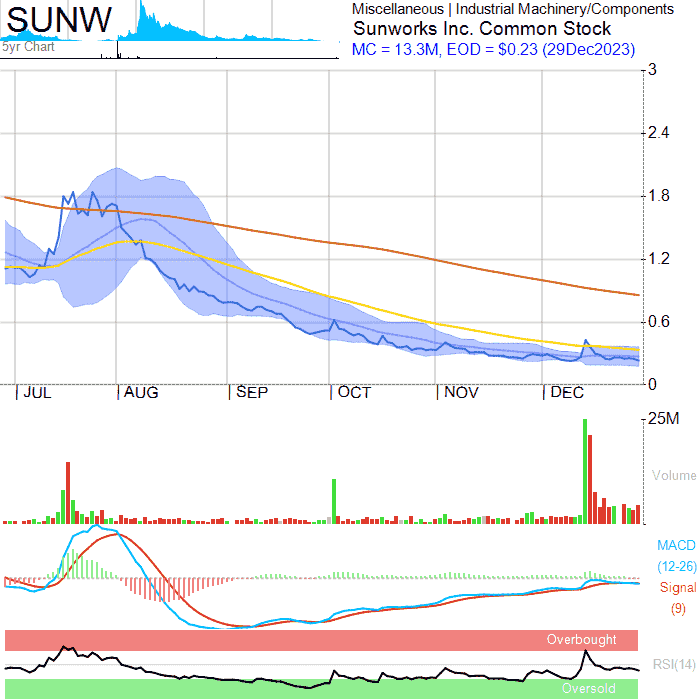 SUNW
5yr Chart
Miscellaneous | Industrial Machinery/Components
Sunworks Inc. Common Stock
MC = 13.3M, EOD = $0.23 (29Dec2023)
3
2.4
1.8
1.2
0.6
0
JUL AUG SEP OCT NOV DEC
25M
Volume
MACD
(12-26)
Signal
(9)
Overbought
RSI(14)
Oversold